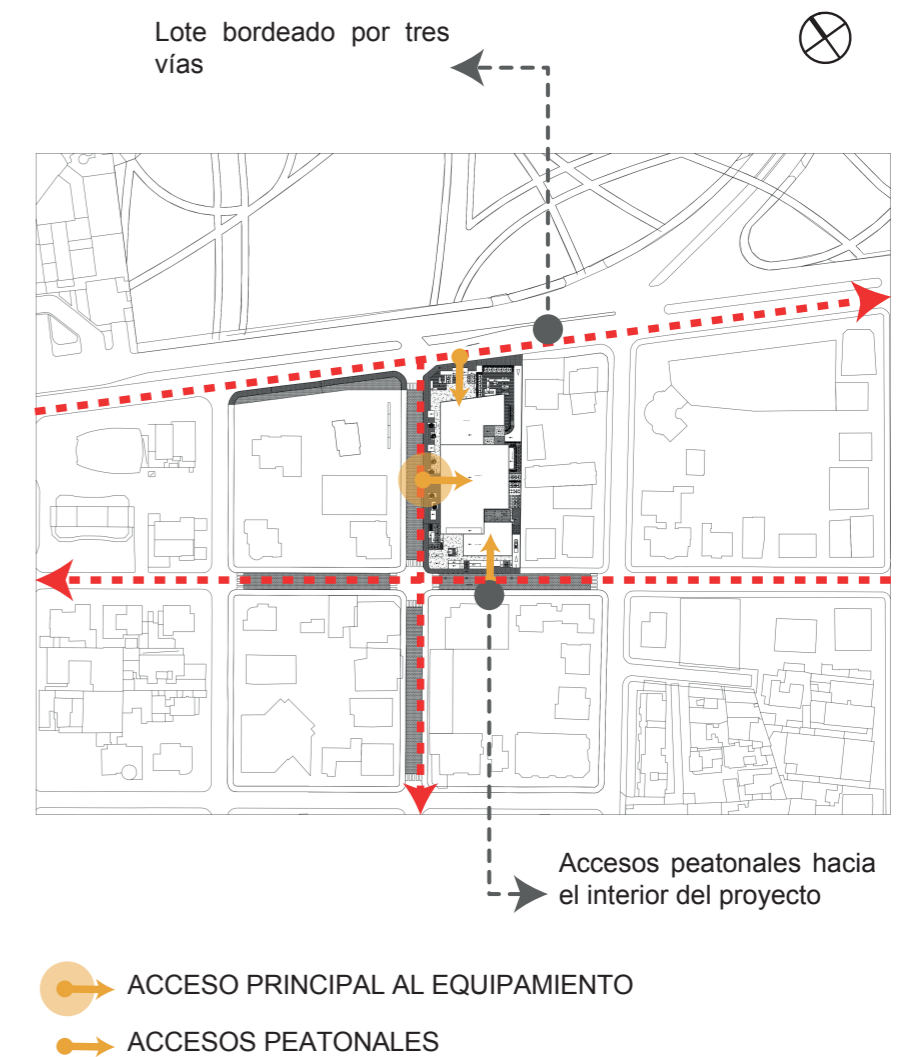 Lote bordeado por tres
vías
Accesos peatonales hacia
el interior del proyecto
ACCESO PRINCIPAL AL EQUIPAMIENTO
ACCESOS PEATONALES